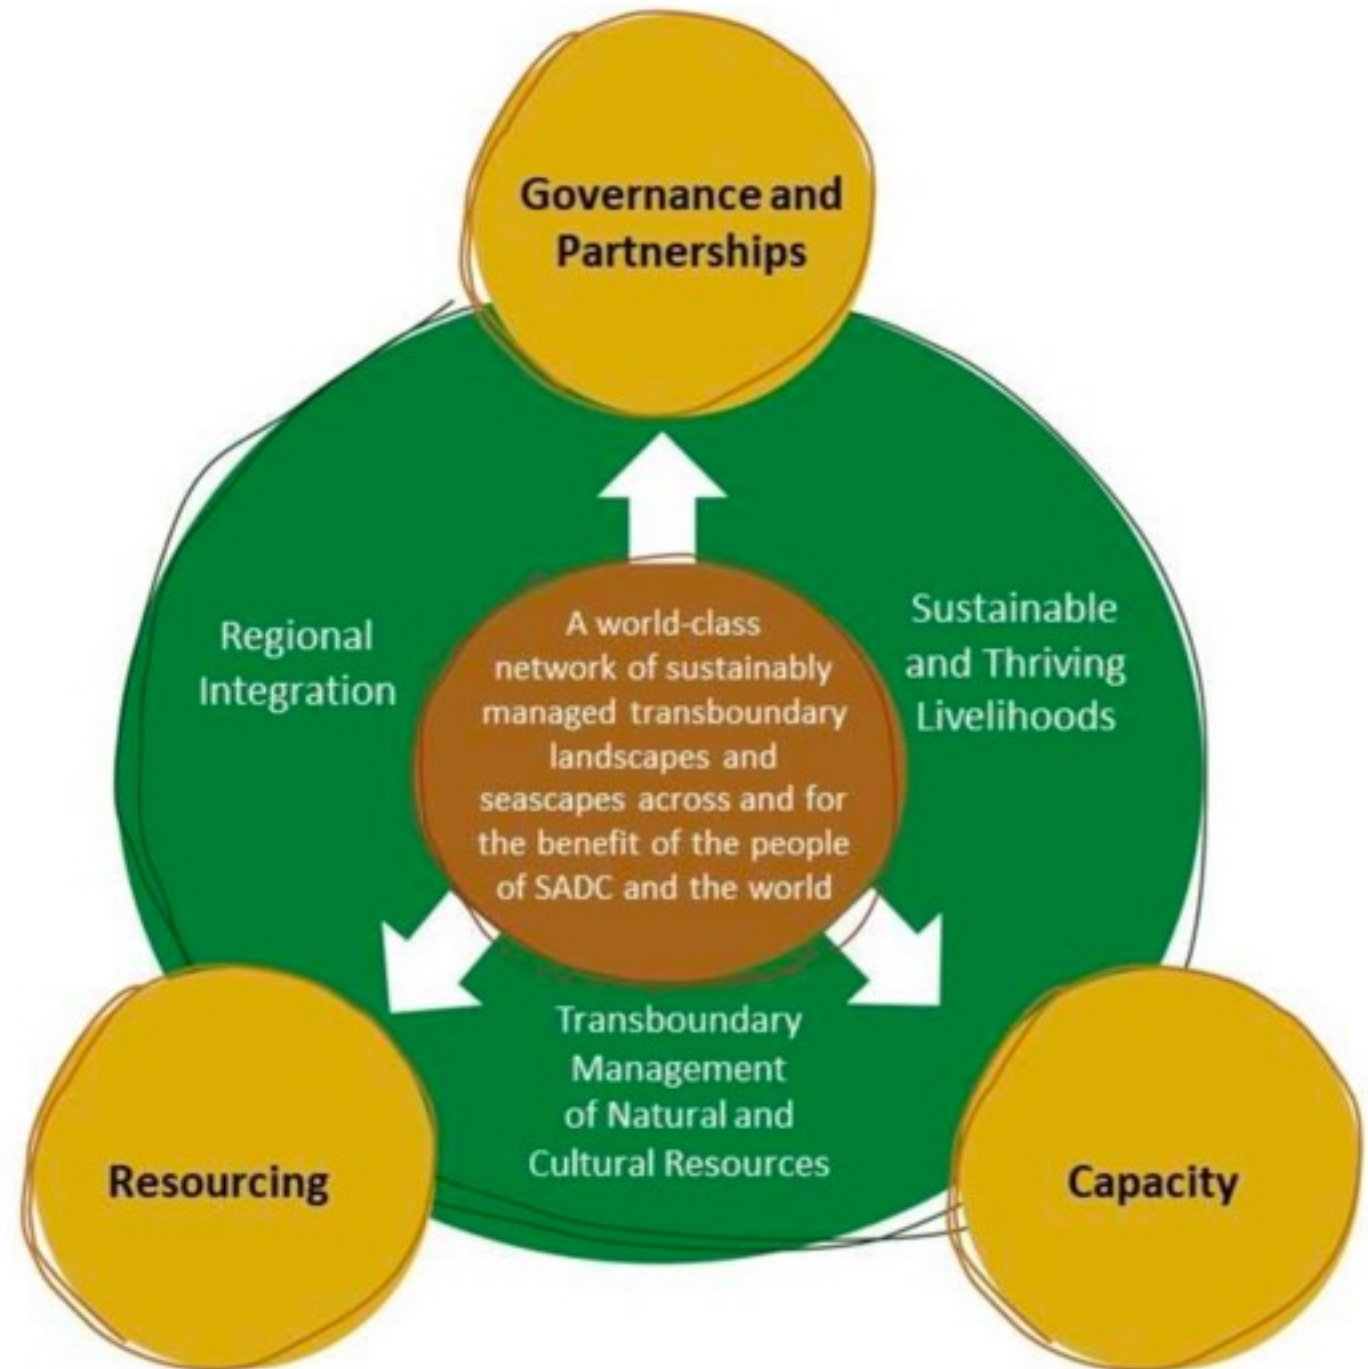 Governance and
Partnerships
Regional
Integration
A world-class
network of sustainably
managed transboundary
landscapes and
seascapes across and for
the benefit of the people
of SADC and the world
Sustainable
and Thriving
Livelihoods
Transboundary
Management
of Natural and
Cultural Resources
Resourcing
Capacity